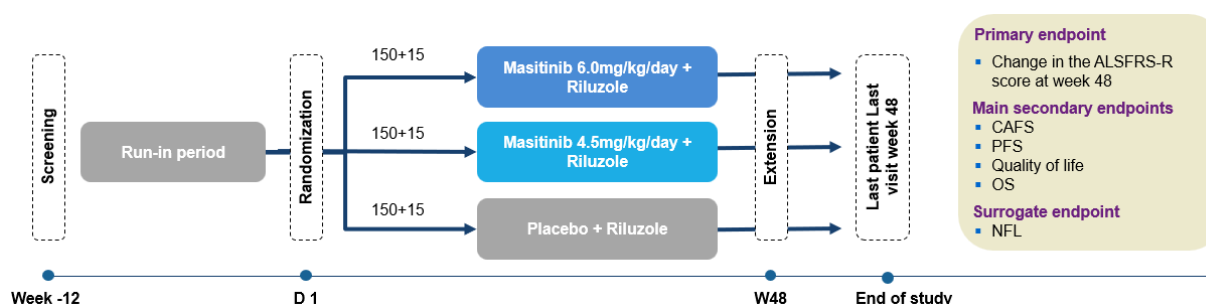 Screening
Run-in period
Randomization
150+15
Masitinib 6.0mg/kg/day +
Riluzole
150+15
Masitinib 4.5mg/kg/day +
Riluzole
150+15
Placebo + Riluzole
Extension
Last patient Last
visit week 48
Primary endpoint
▪ Change in the ALSFRS-R
score at week 48
Main secondary endpoints
▪ CAFS
▪ PFS
▪ Quality of life
▪ OS
Surrogate endpoint
▪ NFL
Week -12
D 1
W48
End of study